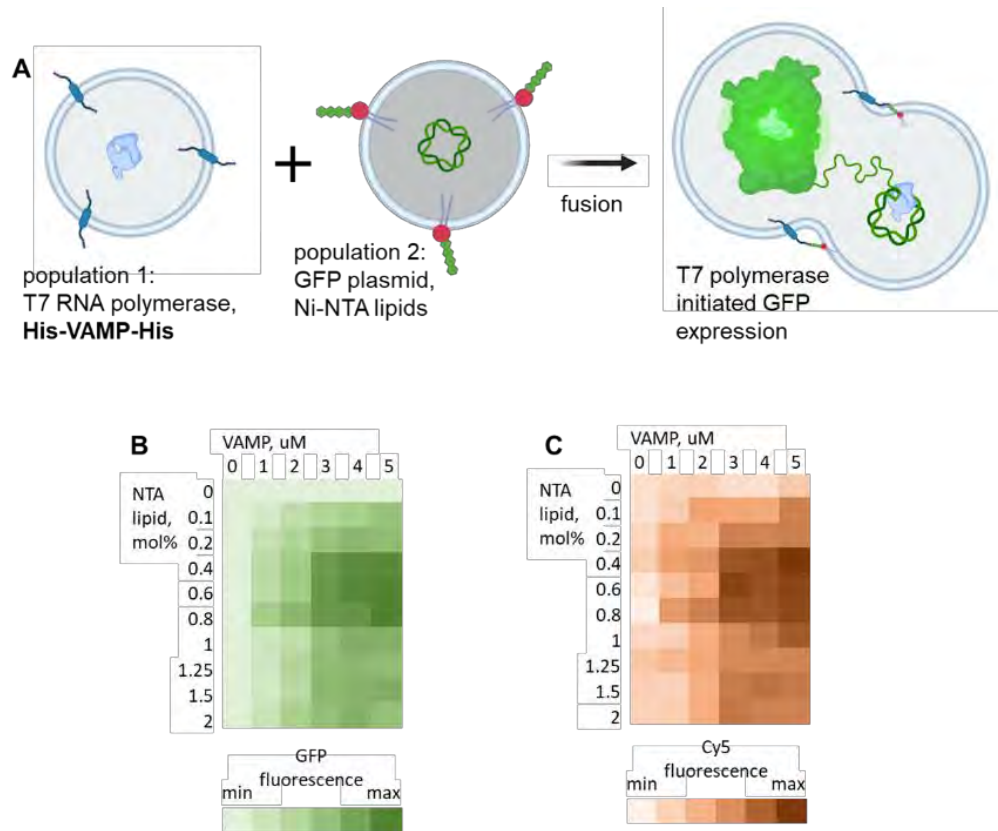 A
fusion
population 1:
T7 RNA polymerase,
His-VAMP-His
population 2:
GFP plasmid,
Ni-NTA lipids
T7 polymerase
initiated GFP
expression
B
VAMP, uM
0 1 2 3 4 5
NTA
lipid,
mol%
0
0.1
0.2
0.4
0.6
0.8
1
1.25
1.5
2
GFP
fluorescence
min max
C
VAMP, uM
0 1 2 3 4 5
NTA
lipid,
mol%
0
0.1
0.2
0.4
0.6
0.8
1
1.25
1.5
2
Cy5
fluorescence
min max